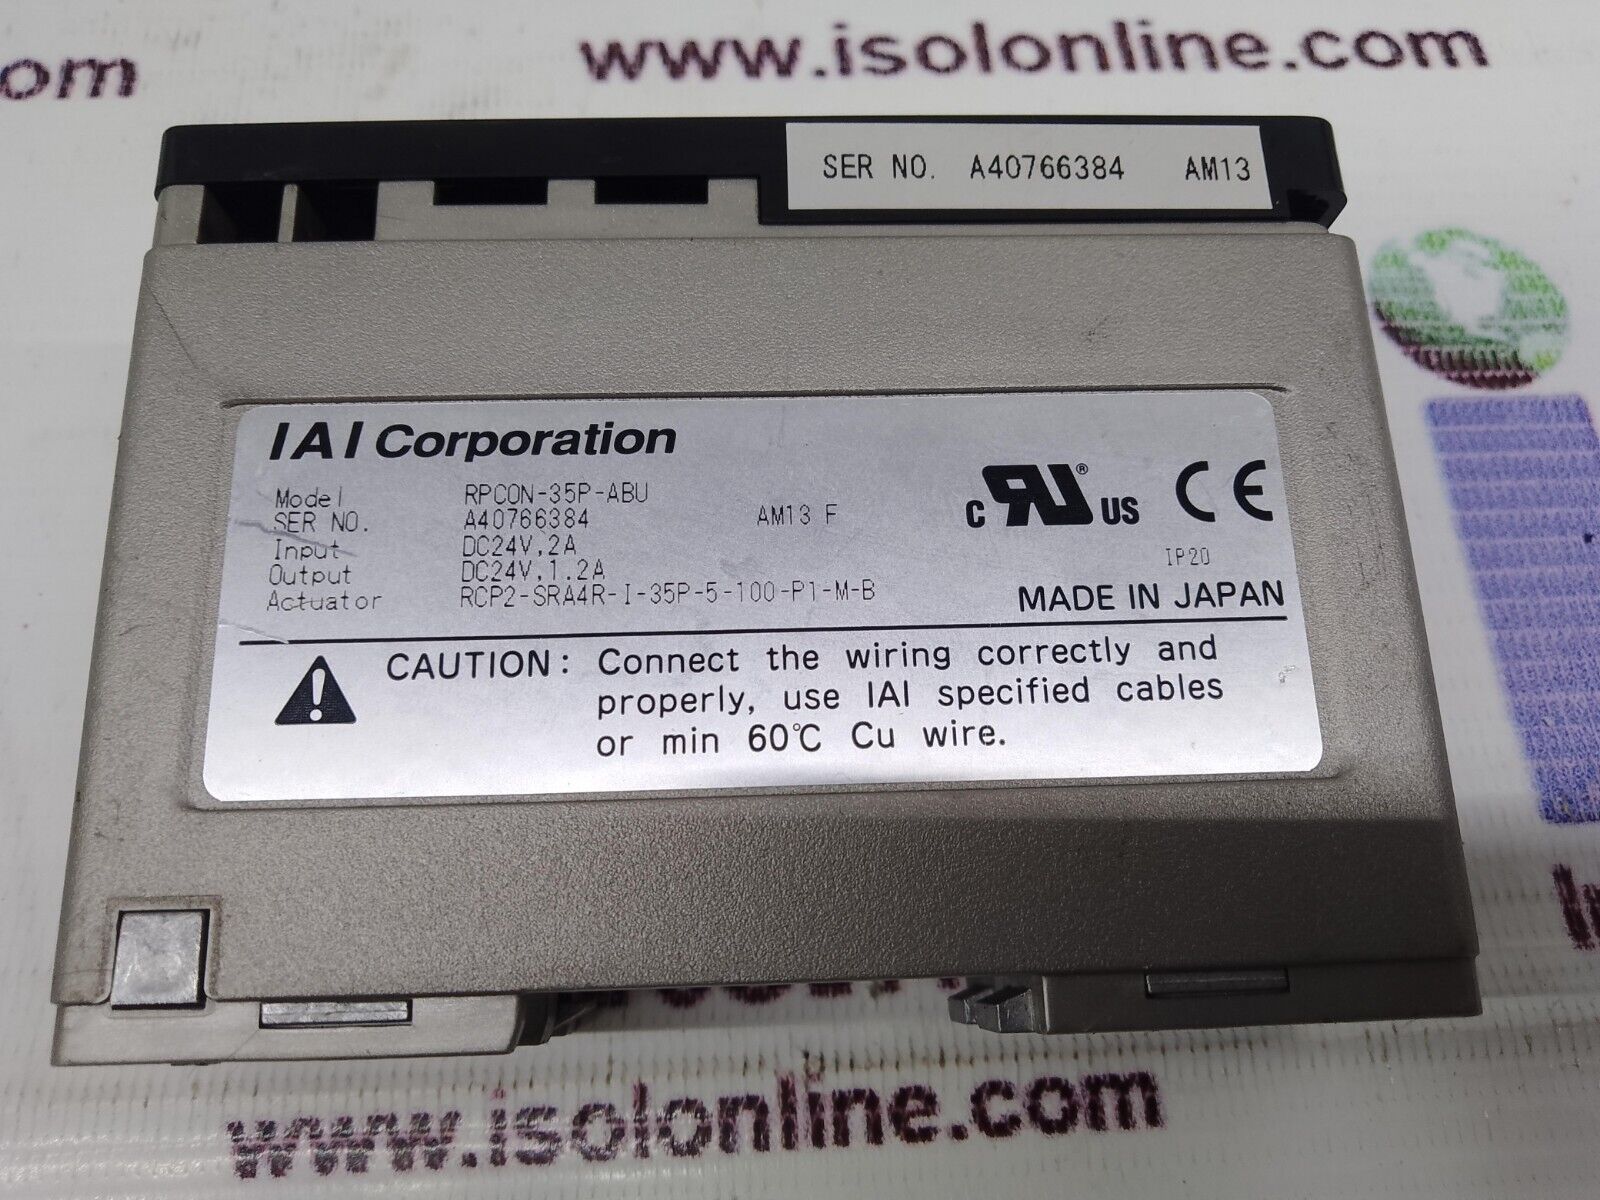 om
www.isolonline.com
SER NO. A40766384 AM13
IAI Corporation
Model RPCON-35P-ABU
SER NO. A40766384 AM13 F
Input DC24V,2A
Output DC24V,1.2A
Actuator RCP2-SRA4R-I-35P-5-100-P1-M-B
c RU® US CE
IP20
MADE IN JAPAN
CAUTION: Connect the wiring correctly and
properly, use IAI specified cables
or min 60℃ Cu wire.
www.isolonline.com